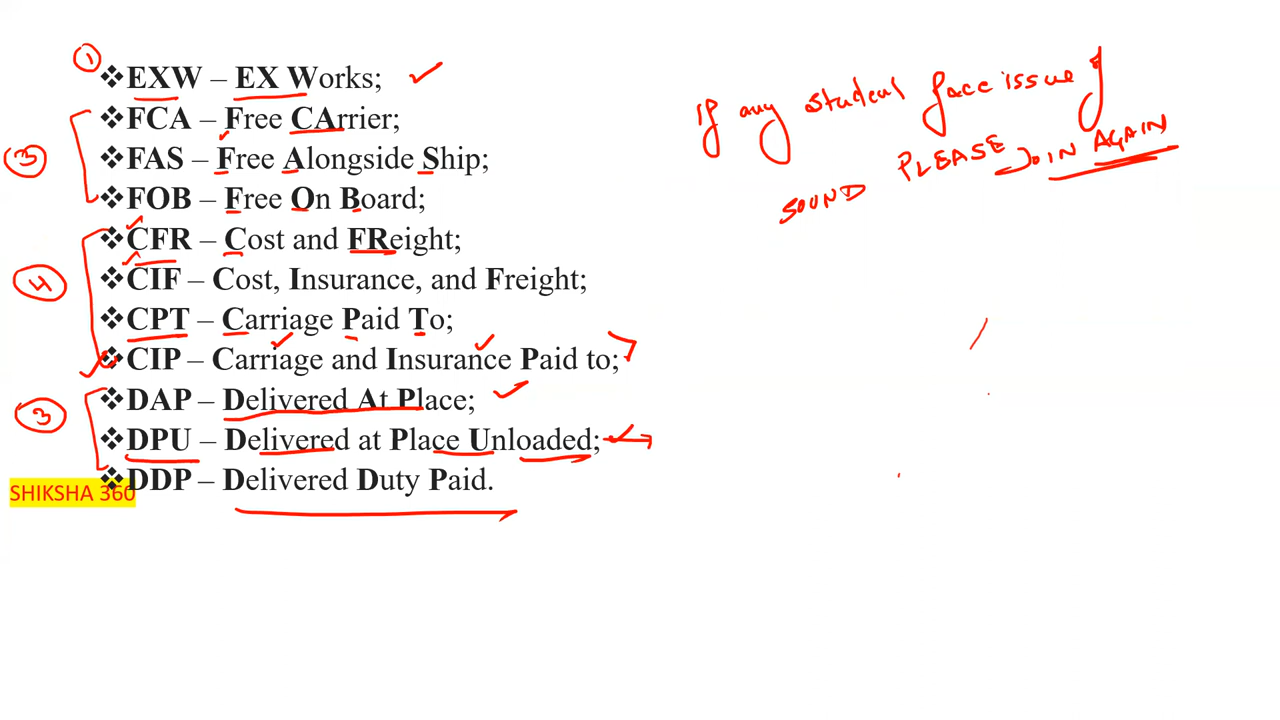 ① ❖EXW – EX Works;
❖FCA – Free CArrier;
③ ❖FAS – Free Alongside Ship;
❖FOB – Free On Board;
❖CFR – Cost and FReight;
④ ❖CIF – Cost, Insurance, and Freight;
❖CPT – Carriage Paid To;
❖CIP – Carriage and Insurance Paid to;
❖DAP – Delivered At Place;
③ ❖DPU – Delivered at Place Unloaded;
❖DDP – Delivered Duty Paid.
SHIKSHA 360
If any student face issue of
SOUND PLEASE JOIN AGAIN